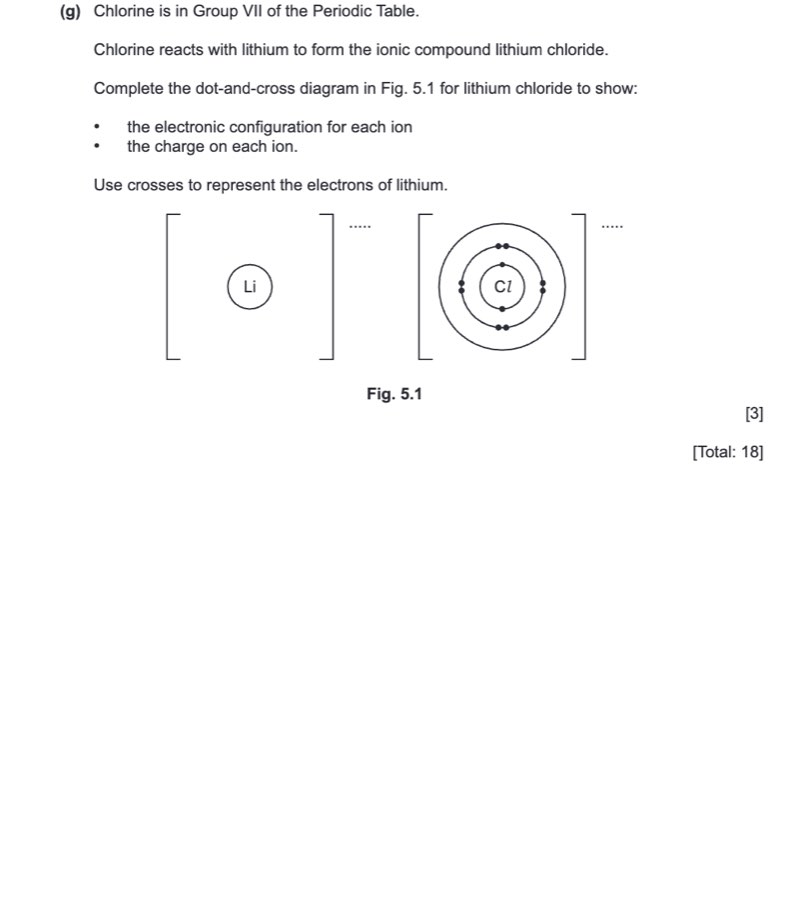 (g) Chlorine is in Group VII of the Periodic Table.
Chlorine reacts with lithium to form the ionic compound lithium chloride.
Complete the dot-and-cross diagram in Fig. 5.1 for lithium chloride to show:
• the electronic configuration for each ion
• the charge on each ion.
Use crosses to represent the electrons of lithium.
..... .....
Li Cl
Fig. 5.1
[3]
[Total: 18]